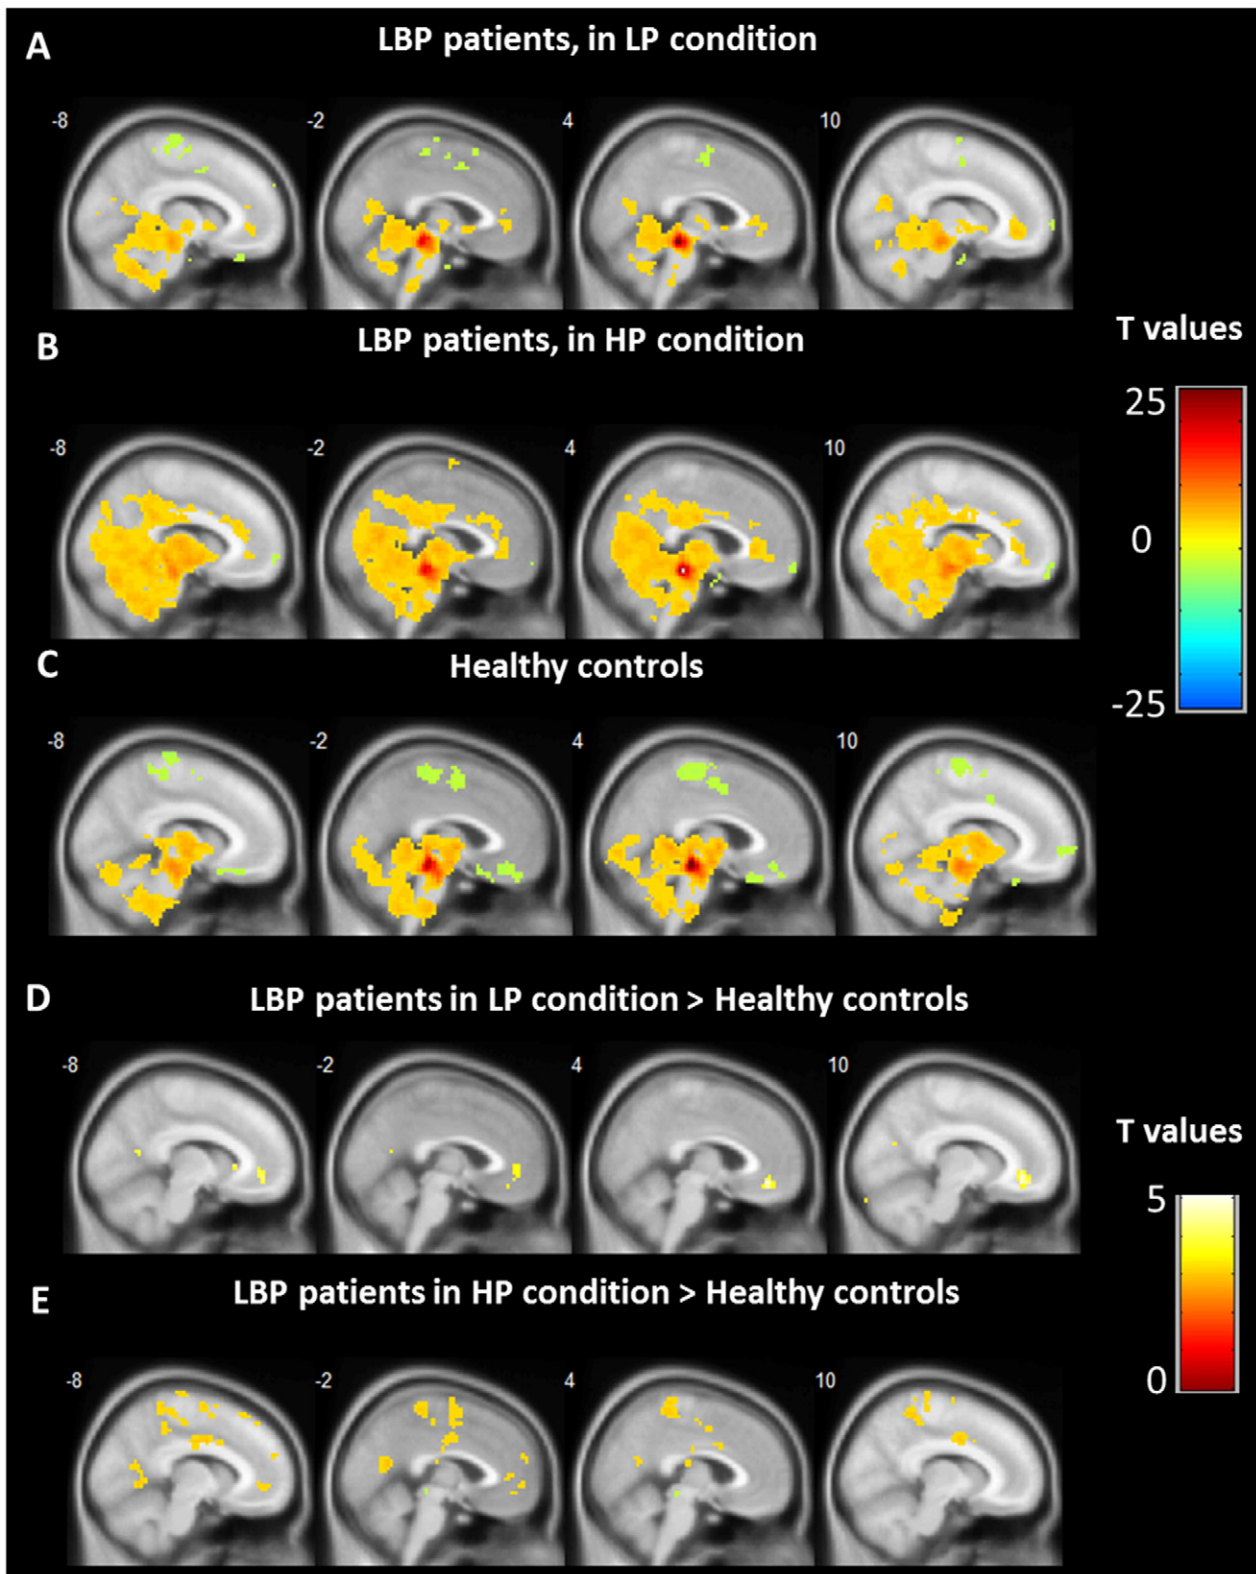 A
LBP patients, in LP condition
-8 -2 4 10
B
LBP patients, in HP condition
T values
25
0
-25
-8 -2 4 10
C
Healthy controls
-8 -2 4 10
D
LBP patients in LP condition > Healthy controls
-8 -2 4 10
T values
5
0
E
LBP patients in HP condition > Healthy controls
-8 -2 4 10